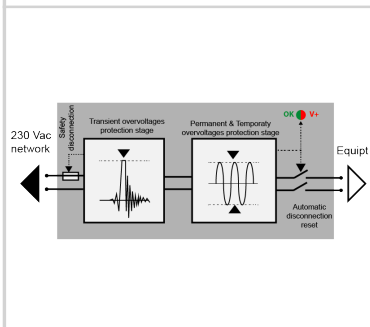 OK V+
Safety
disconnection
Transient overvoltages
protection stage
Permanent & Temporaty
overvoltages protection stage
230 Vac
network
Equipt
Automatic
disconnection
reset